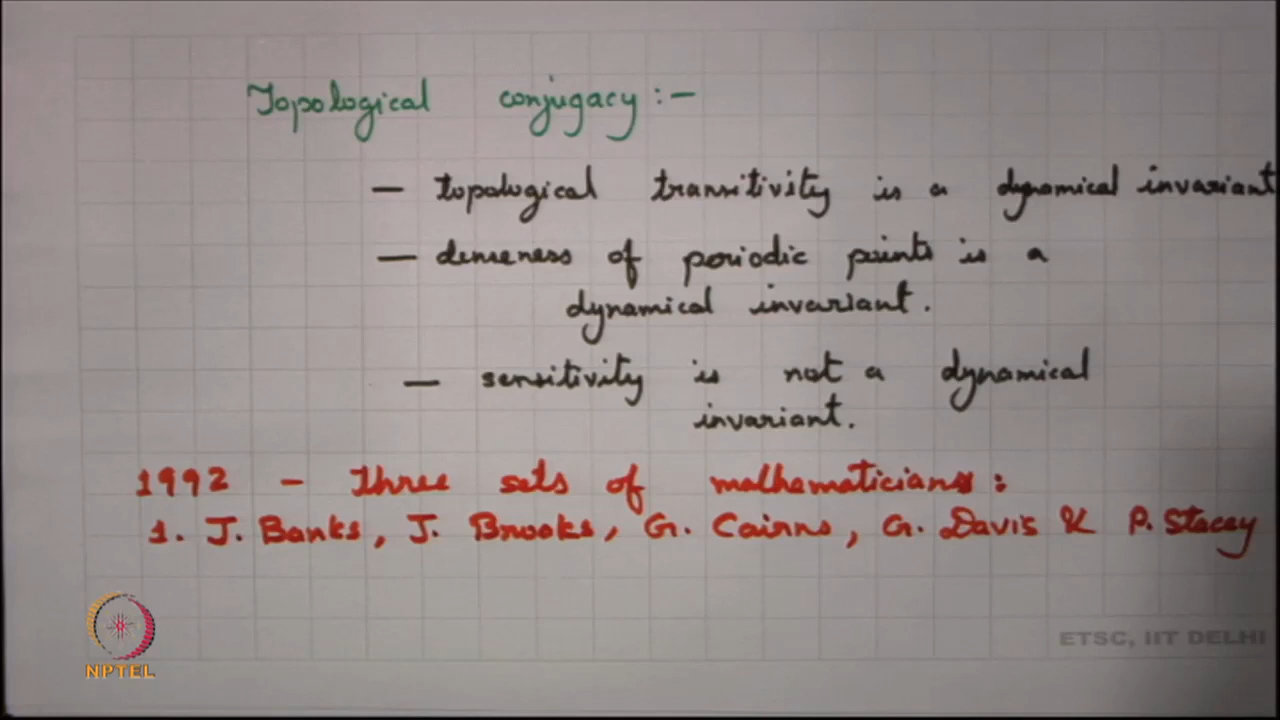 Topological conjugacy :-
— topological transitivity is a dynamical invariant
— denseness of periodic points is a
dynamical invariant.
— sensitivity is not a dynamical
invariant.
1992 - Three sets of mathematicians :
1. J. Banks, J. Brooks, G. Cairns, G. Davis & P. Stacey
ETSC, IIT DELHI
NPTEL